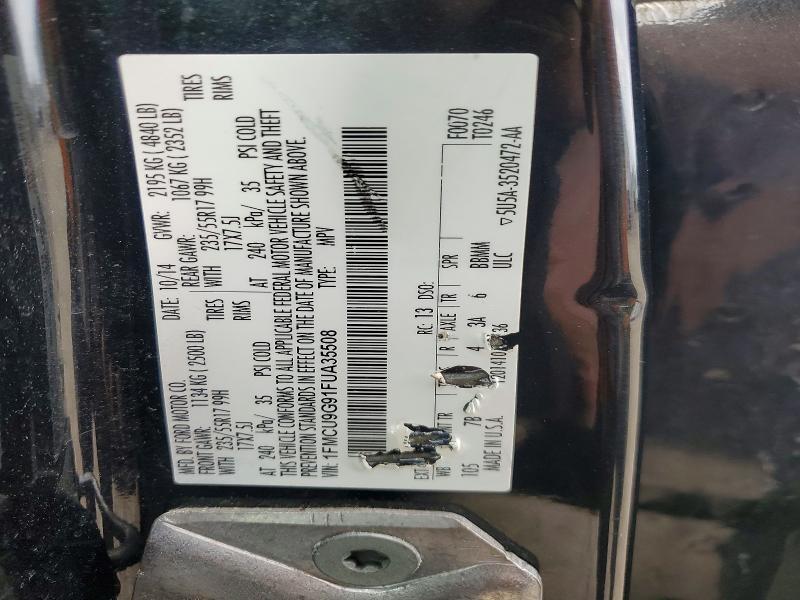 MFD. BY FORD MOTOR CO.
DATE: 10/14 GVWR: 2195 KG ( 4840 LB)
FRONT GAWR: 1134 KG ( 2500 LB) REAR GAWR: 1067 KG ( 2352 LB)
WITH 235/55R17 99H TIRES WITH 235/55R17 99H TIRES
17X7.5J RIMS 17X7.5J RIMS
AT 240 kPa/ 35 PSI COLD AT 240 kPa/ 35 PSI COLD
THIS VEHICLE CONFORMS TO ALL APPLICABLE FEDERAL MOTOR VEHICLE SAFETY AND THEFT
PREVENTION STANDARDS IN EFFECT ON THE DATE OF MANUFACTURE SHOWN ABOVE.
VIN: 1FMCU9G91FUA35508 TYPE: MPV
F0070
EXT RC: 13 DSO: T0246
WB TR R AXLE TR SPR
105 7B 4 3A 6 BBMM
MADE IN U.S.A. ULC
▽5U5A-3520472-AA